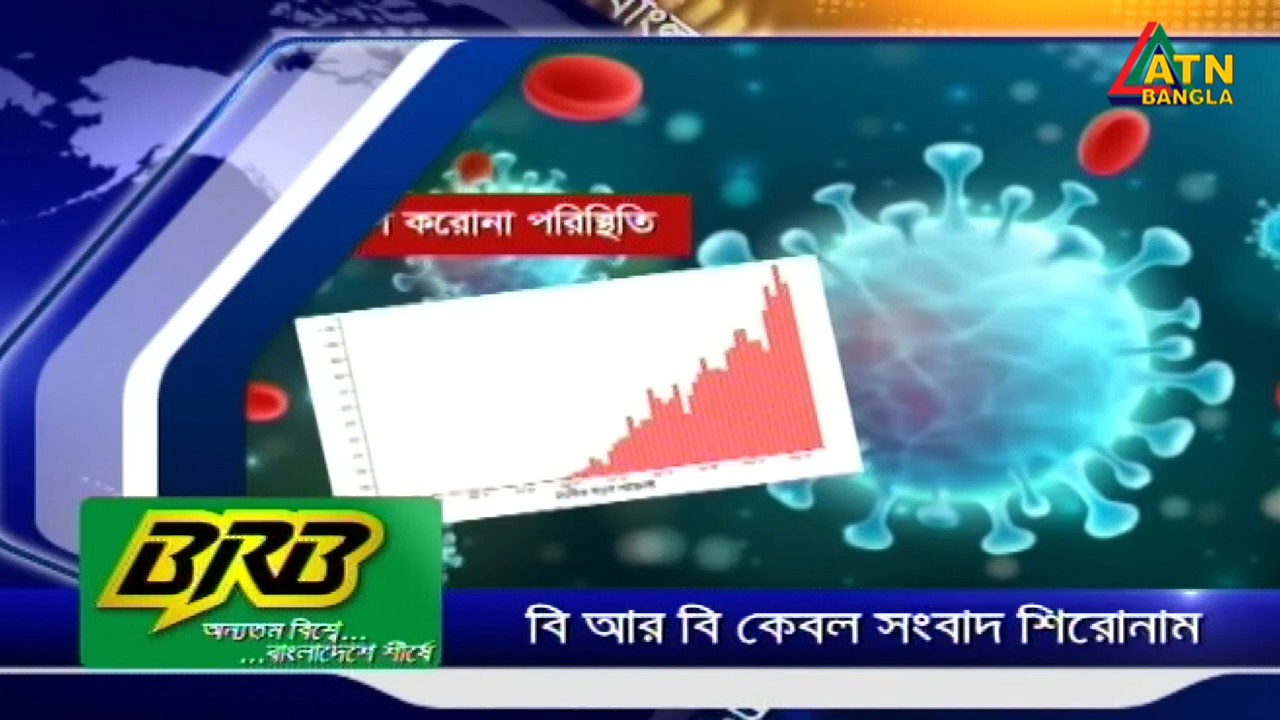 ATN
BANGLA
করোনা পরিস্থিতি
BRB
অন্যতম বিশ্বে...
...বাংলাদেশে শীর্ষে
বি আর বি কেবল সংবাদ শিরোনাম